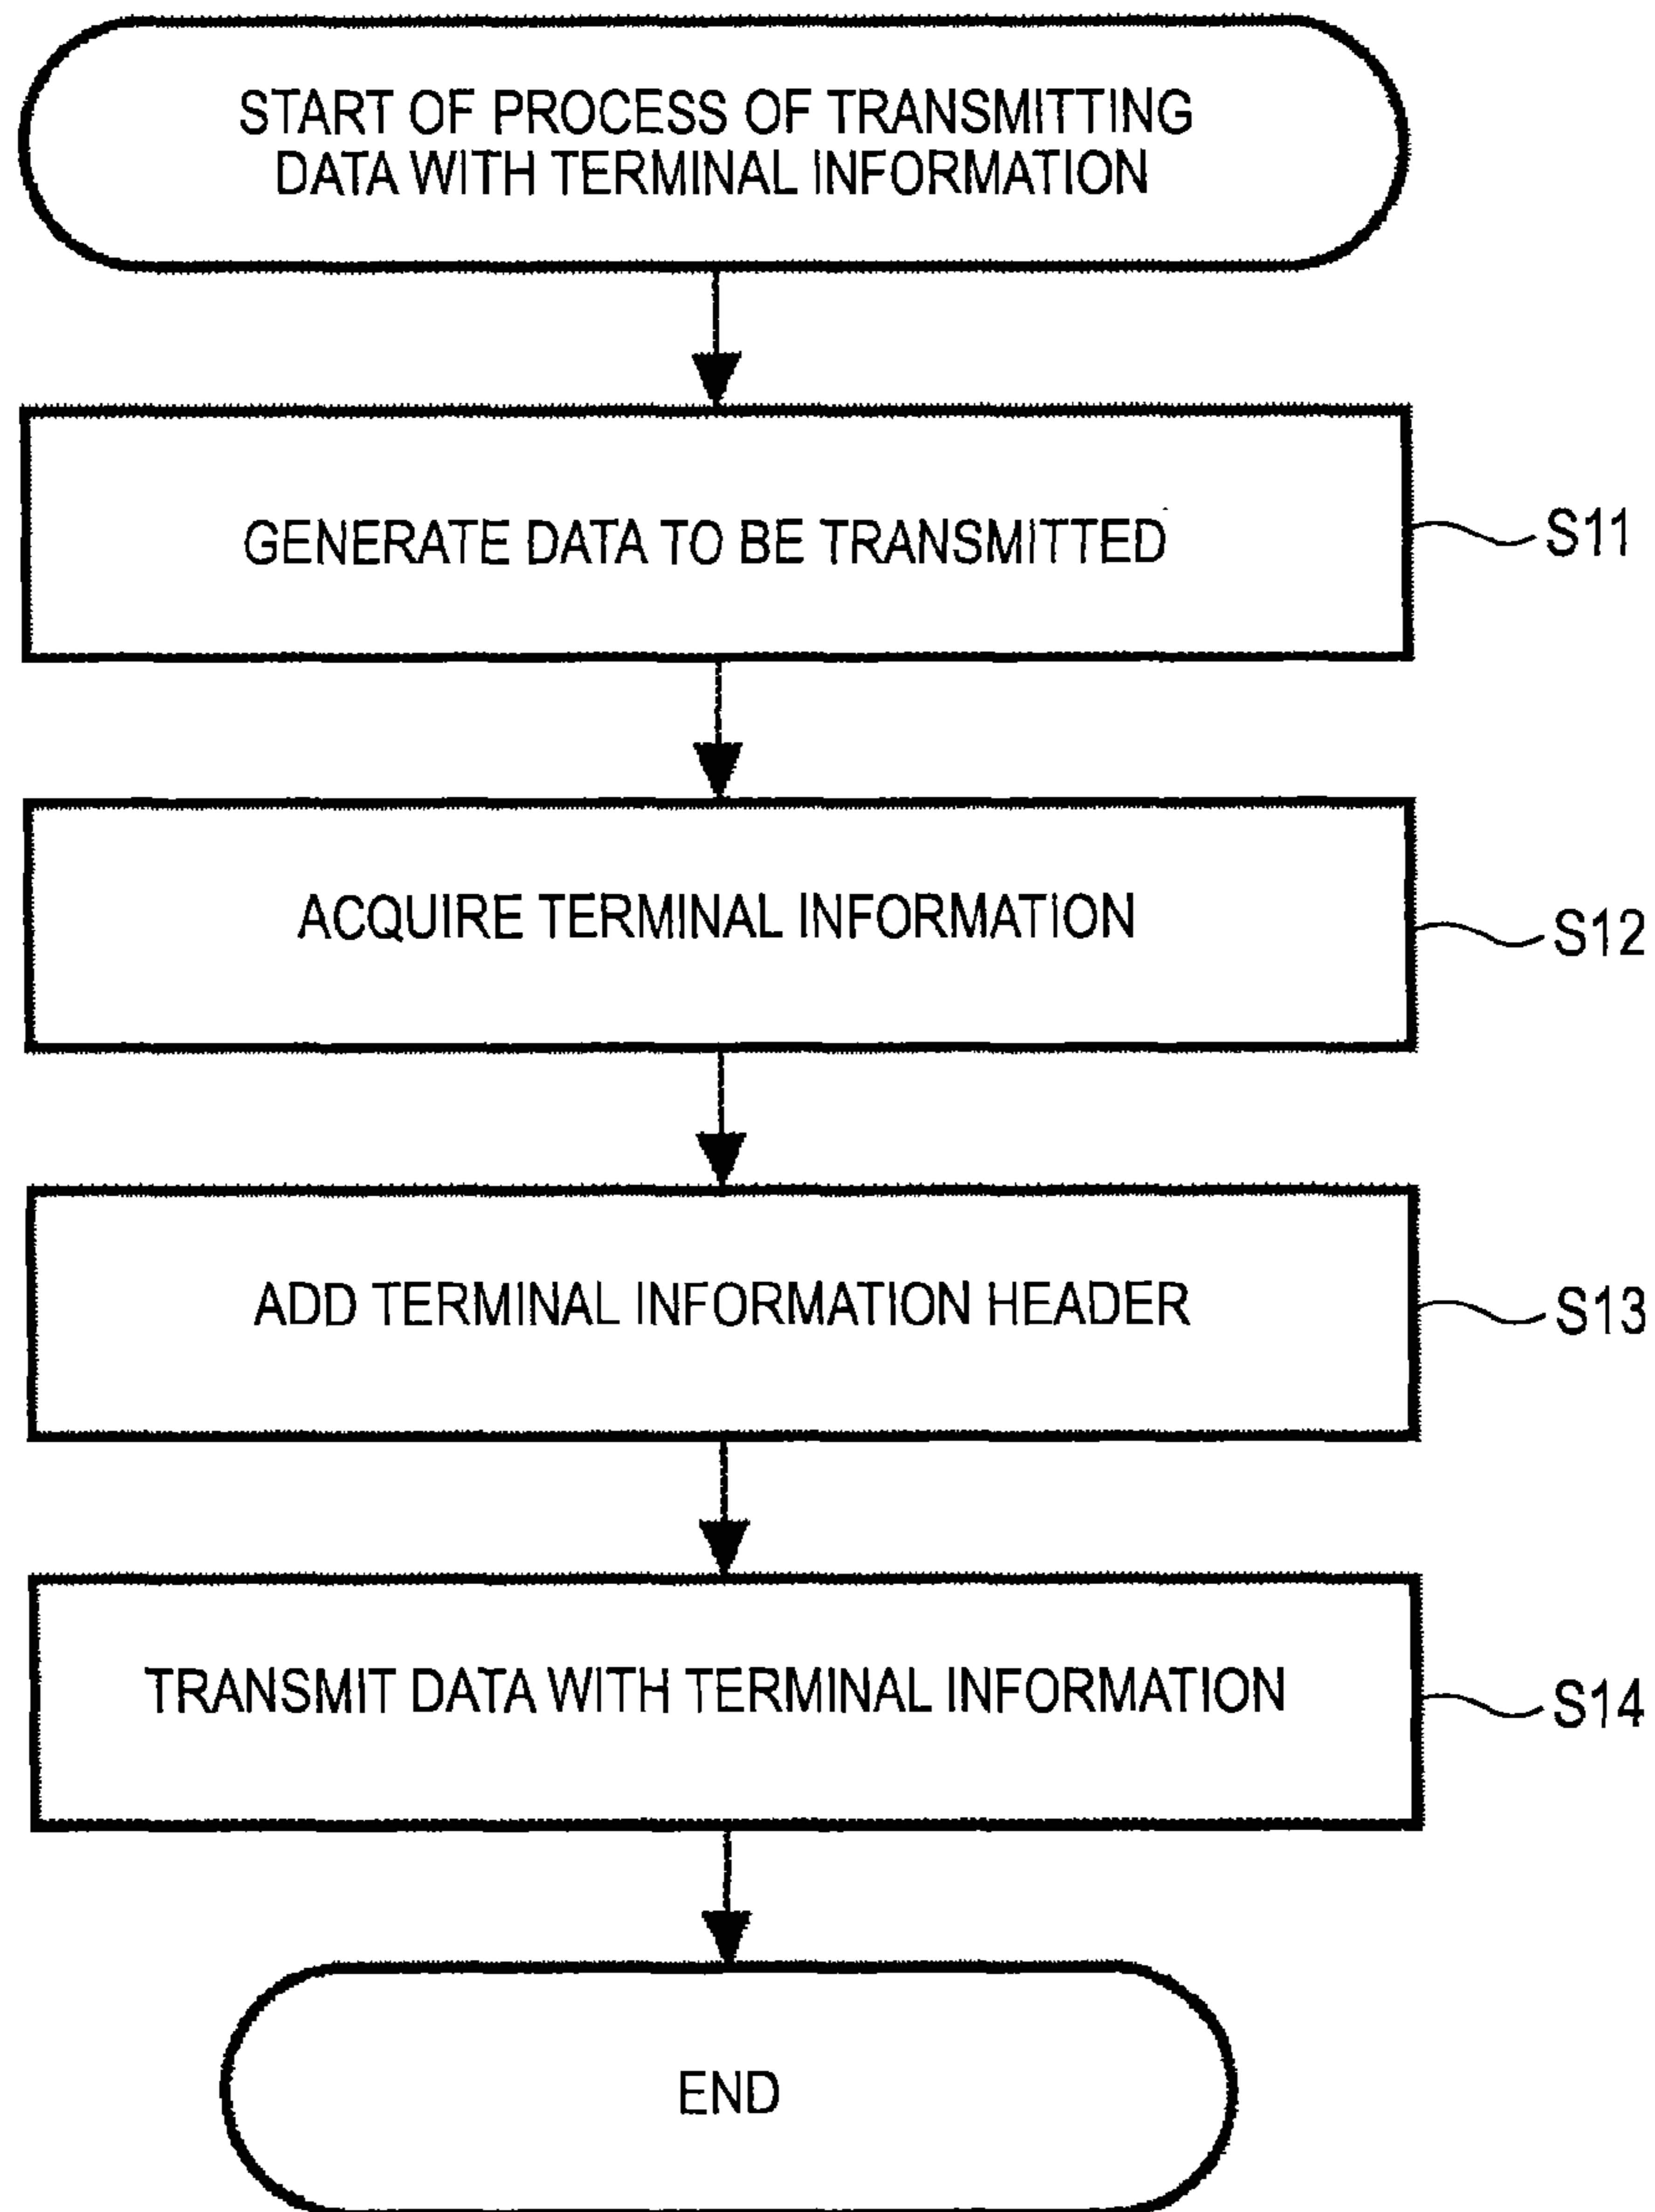 START OF PROCESS OF TRANSMITTING
DATA WITH TERMINAL INFORMATION
GENERATE DATA TO BE TRANSMITTED
S11
ACQUIRE TERMINAL INFORMATION
S12
ADD TERMINAL INFORMATION HEADER
S13
TRANSMIT DATA WITH TERMINAL INFORMATION
S14
END